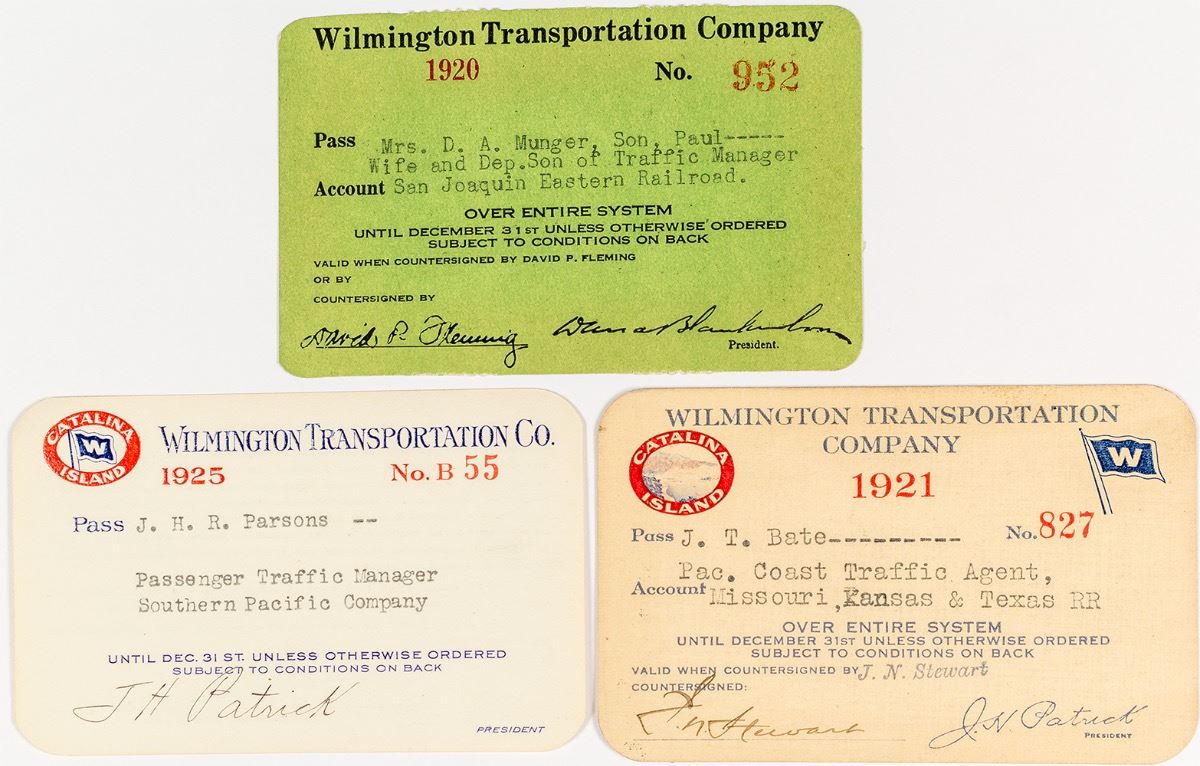 Wilmington Transportation Company
1920 No. 952
Pass Mrs. D. A. Munger, Son, Paul-----
Wife and Dep.Son of Traffic Manager
Account San Joaquin Eastern Railroad.
OVER ENTIRE SYSTEM
UNTIL DECEMBER 31ST UNLESS OTHERWISE ORDERED
SUBJECT TO CONDITIONS ON BACK
VALID WHEN COUNTERSIGNED BY DAVID P. FLEMING
OR BY
COUNTERSIGNED BY
David P. Fleming
President.
CATALINA
W
ISLAND
WILMINGTON TRANSPORTATION CO.
1925 No. B 55
Pass J. H. R. Parsons --
Passenger Traffic Manager
Southern Pacific Company
UNTIL DEC. 31 ST. UNLESS OTHERWISE ORDERED
SUBJECT TO CONDITIONS ON BACK
J H Patrick
PRESIDENT
WILMINGTON TRANSPORTATION
COMPANY
CATALINA
ISLAND
W
1921
Pass J. T. Bate--------- No. 827
Pac. Coast Traffic Agent,
Account Missouri,Kansas & Texas RR
OVER ENTIRE SYSTEM
UNTIL DECEMBER 31ST UNLESS OTHERWISE ORDERED
SUBJECT TO CONDITIONS ON BACK
VALID WHEN COUNTERSIGNED BY J. N. Stewart
COUNTERSIGNED:
J. N. Stewart
J. H. Patrick
PRESIDENT